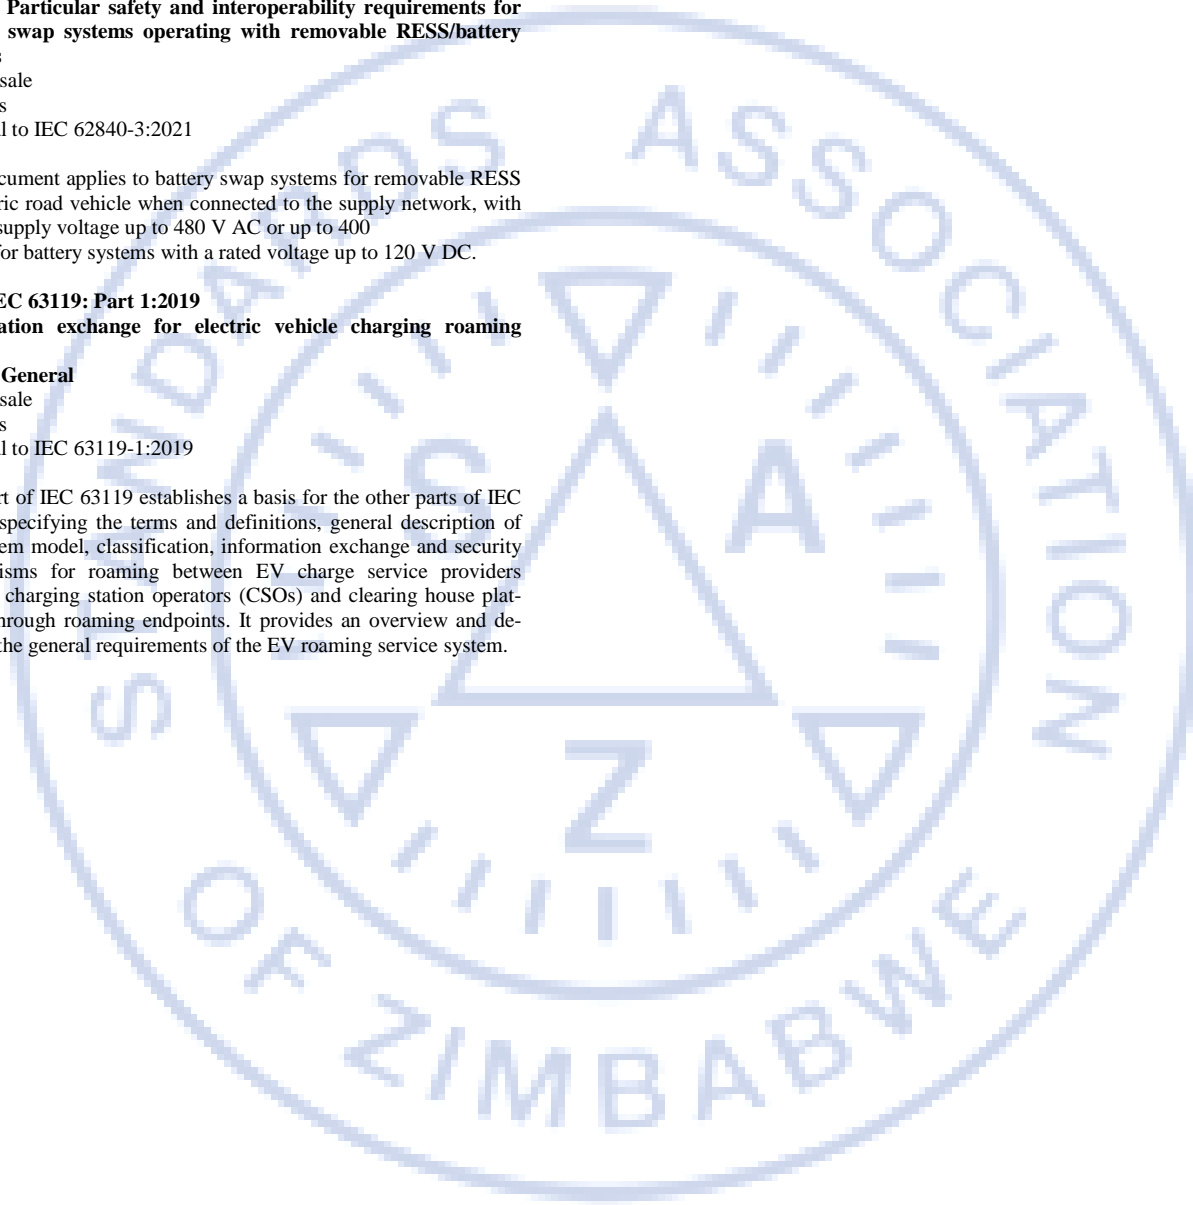 Particular safety and interoperability requirements for
swap systems operating with removable RESS/battery
s
sale
s
l to IEC 62840-3:2021
cument applies to battery swap systems for removable RESS
ric road vehicle when connected to the supply network, with
supply voltage up to 480 V AC or up to 400
for battery systems with a rated voltage up to 120 V DC.
EC 63119: Part 1:2019
ation exchange for electric vehicle charging roaming
General
sale
s
l to IEC 63119-1:2019
rt of IEC 63119 establishes a basis for the other parts of IEC
specifying the terms and definitions, general description of
em model, classification, information exchange and security
isms for roaming between EV charge service providers
charging station operators (CSOs) and clearing house plat-
hrough roaming endpoints. It provides an overview and de-
the general requirements of the EV roaming service system.
STANDARDS ASSOCIATION
OF ZIMBABWE
S A
Z